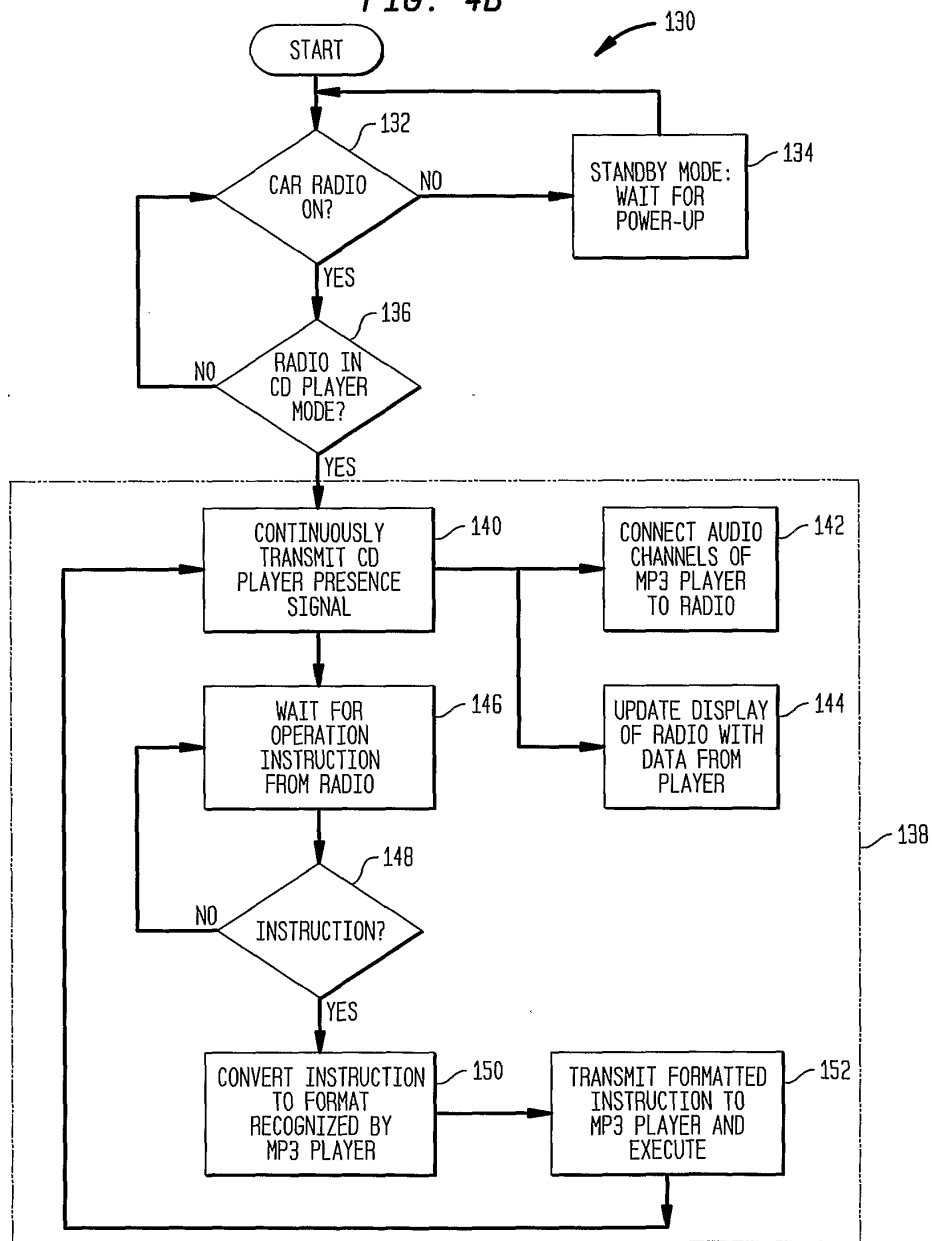 FIG. 4B
130
START
132
CAR RADIO
ON?
NO
STANDBY MODE:
WAIT FOR
POWER-UP
134
YES
136
RADIO IN
CD PLAYER
MODE?
NO
YES
CONTINUOUSLY
TRANSMIT CD
PLAYER PRESENCE
SIGNAL
140
CONNECT AUDIO
CHANNELS OF
MP3 PLAYER
TO RADIO
142
WAIT FOR
OPERATION
INSTRUCTION
FROM RADIO
146
UPDATE DISPLAY
OF RADIO WITH
DATA FROM
PLAYER
144
138
148
INSTRUCTION?
NO
YES
CONVERT INSTRUCTION
TO FORMAT
RECOGNIZED BY
MP3 PLAYER
150
TRANSMIT FORMATTED
INSTRUCTION TO
MP3 PLAYER AND
EXECUTE
152